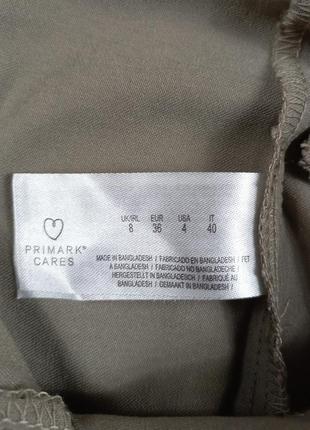 PRIMARK®
CARES
UK/IRL EUR USA IT
8 36 4 40
MADE IN BANGLADESH / FABRICADO EN BANGLADESH / FET
A BANGLADESH / FABRICADO NO BANGLADECHE /
HERGESTELLT IN BANGLADESCH / FABRIQUÉ AU
BANGLADESH / GEMAAKT IN BANGLADESH /